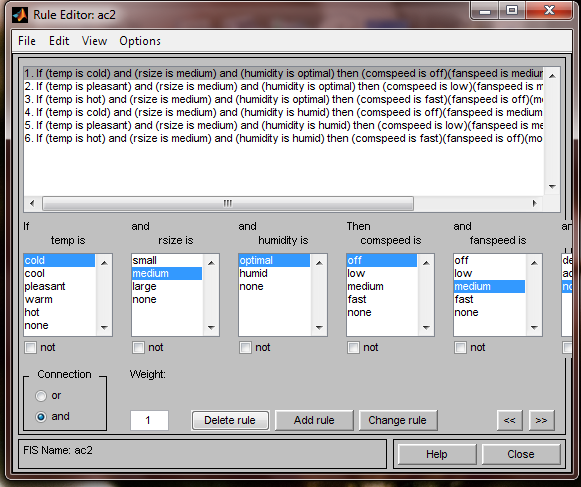 Rule Editor: ac2
File Edit View Options
1. If (temp is cold) and (rsize is medium) and (humidity is optimal) then (comspeed is off)(fanspeed is medium
2. If (temp is pleasant) and (rsize is medium) and (humidity is optimal) then (comspeed is low)(fanspeed is m
3. If (temp is hot) and (rsize is medium) and (humidity is optimal) then (comspeed is fast)(fanspeed is off)(mo
4. If (temp is cold) and (rsize is medium) and (humidity is humid) then (comspeed is off)(fanspeed is medium
5. If (temp is pleasant) and (rsize is medium) and (humidity is humid) then (comspeed is low)(fanspeed is me
6. If (temp is hot) and (rsize is medium) and (humidity is humid) then (comspeed is fast)(fanspeed is off)(mo
If and and Then and an
temp is rsize is humidity is comspeed is fanspeed is
cold small optimal off off de
cool medium humid low low ac
pleasant large none medium medium no
warm none fast fast
hot none none
none
not not not not not
Connection Weight:
or
and 1 Delete rule Add rule Change rule << >>
FIS Name: ac2 Help Close